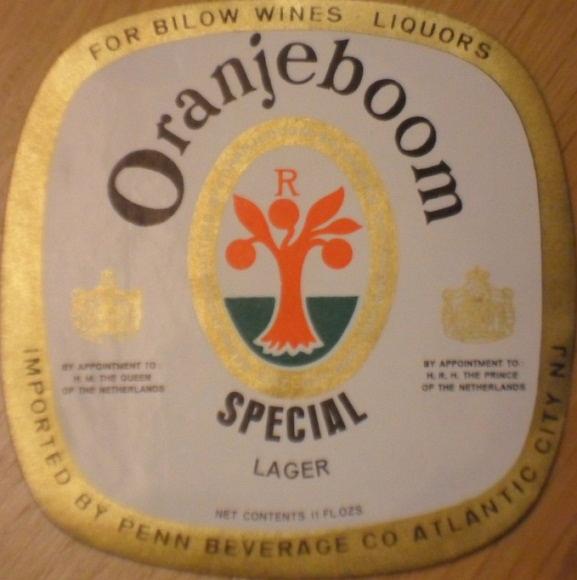 FOR BILOW WINES LIQUORS
Oranjeboom
R
BY APPOINTMENT TO:
H. M. THE QUEEN
OF THE NETHERLANDS
BY APPOINTMENT TO:
H. R. H. THE PRINCE
OF THE NETHERLANDS
SPECIAL
LAGER
NET CONTENTS 11 FL.OZS
IMPORTED BY PENN BEVERAGE CO ATLANTIC CITY NJ